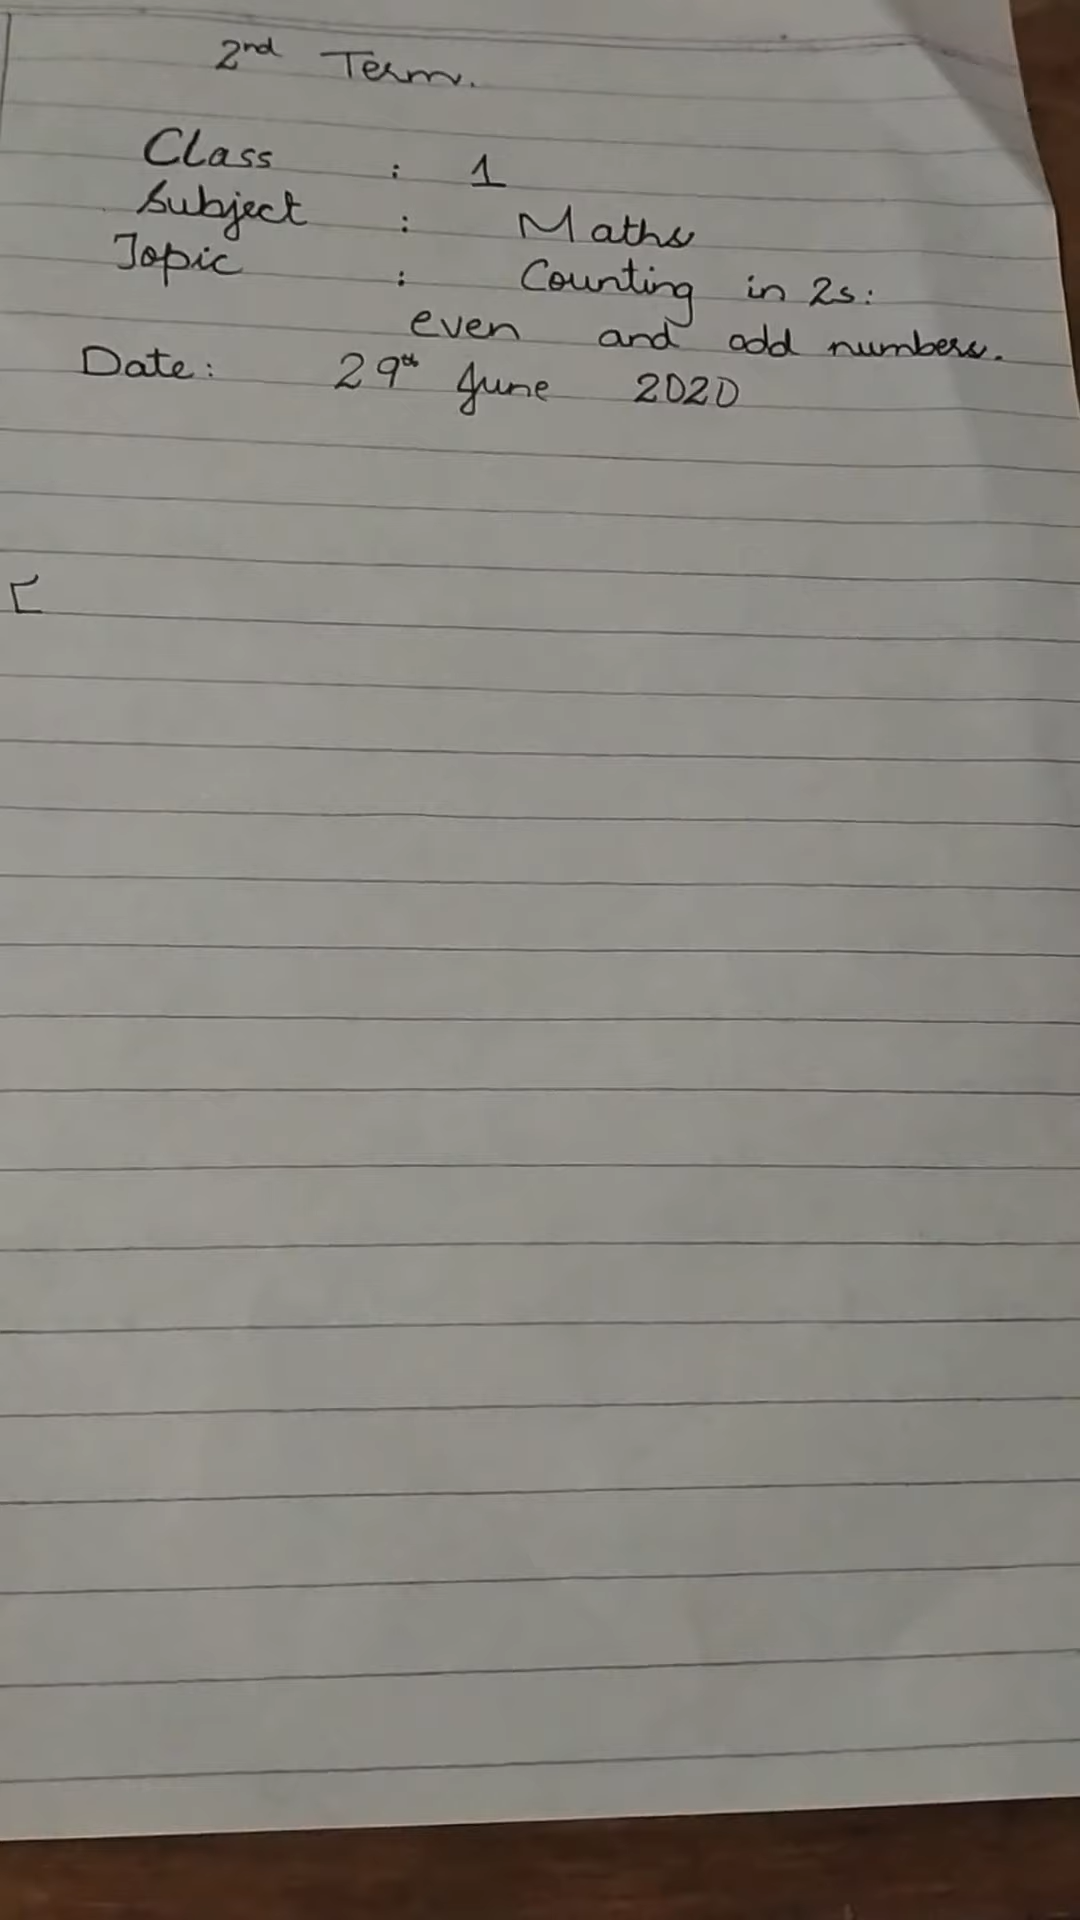 2nd Term.
Class : 1
Subject : Maths
Topic : Counting in 2s:
even and odd numbers.
Date: 29th June 2020